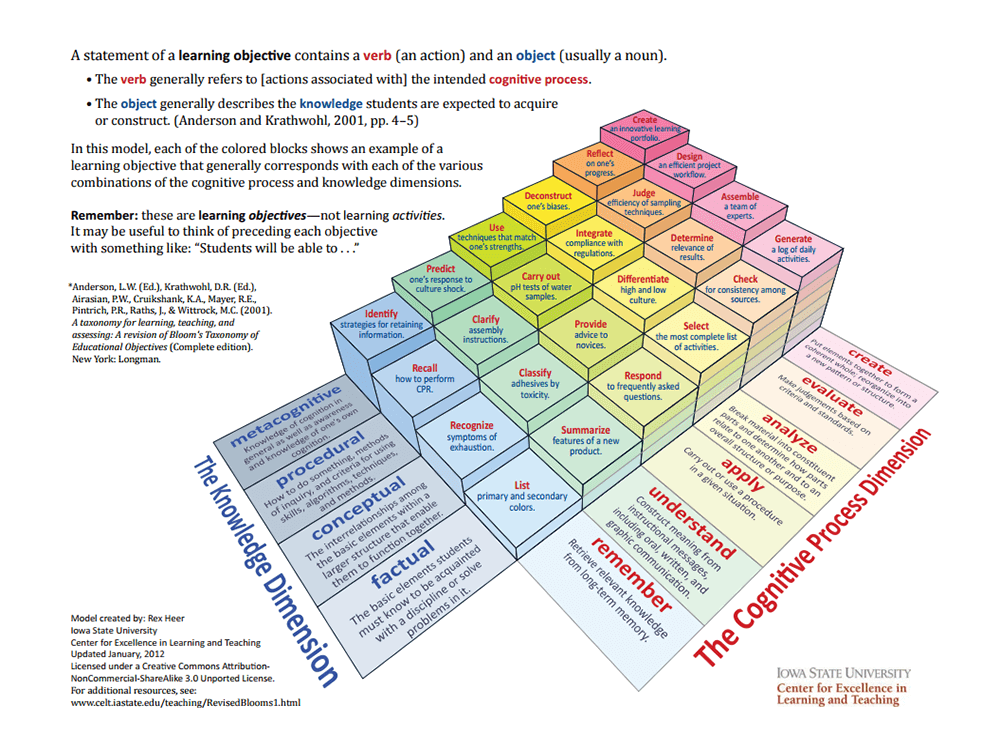 A statement of a learning objective contains a verb (an action) and an object (usually a noun).
• The verb generally refers to [actions associated with] the intended cognitive process.
• The object generally describes the knowledge students are expected to acquire
or construct. (Anderson and Krathwohl, 2001, pp. 4–5)
In this model, each of the colored blocks shows an example of a
learning objective that generally corresponds with each of the various
combinations of the cognitive process and knowledge dimensions.
Remember: these are learning objectives—not learning activities.
It may be useful to think of preceding each objective
with something like: “Students will be able to . . .”
*Anderson, L.W. (Ed.), Krathwohl, D.R. (Ed.),
Airasian, P.W., Cruikshank, K.A., Mayer, R.E.,
Pintrich, P.R., Raths, J., & Wittrock, M.C. (2001).
A taxonomy for learning, teaching, and
assessing: A revision of Bloom’s Taxonomy of
Educational Objectives (Complete edition).
New York: Longman.
Create
an innovative learning
portfolio.
Reflect
on one’s
progress.
Design
an efficient project
workflow.
Deconstruct
one’s biases.
Judge
efficiency of sampling
techniques.
Assemble
a team of
experts.
Use
techniques that match
one’s strengths.
Integrate
compliance with
regulations.
Determine
relevance of
results.
Generate
a log of daily
activities.
Predict
one’s response to
culture shock.
Carry out
pH tests of water
samples.
Differentiate
high and low
culture.
Check
for consistency among
sources.
Identify
strategies for retaining
information.
Clarify
assembly
instructions.
Provide
advice to
novices.
Select
the most complete list
of activities.
Recall
how to perform
CPR.
Classify
adhesives by
toxicity.
Respond
to frequently asked
questions.
Recognize
symptoms of
exhaustion.
Summarize
features of a new
product.
List
primary and secondary
colors.
metacognitive
Knowledge of cognition in
general as well as awareness
and knowledge of one’s own
cognition.
procedural
How to do something, methods
of inquiry, and criteria for using
skills, algorithms, techniques,
and methods.
conceptual
The interrelationships among
the basic elements within a
larger structure that enable
them to function together.
factual
The basic elements students
must know to be acquainted
with a discipline or solve
problems in it.
The Knowledge Dimension
create
Put elements together to form a
coherent whole; reorganize into
a new pattern or structure.
evaluate
Make judgements based on
criteria and standards.
analyze
Break material into constituent
parts and determine how parts
relate to one another and to an
overall structure or purpose.
apply
Carry out or use a procedure
in a given situation.
understand
Construct meaning from
instructional messages,
including oral, written, and
graphic communication.
remember
Retrieve relevant knowledge
from long-term memory.
The Cognitive Process Dimension
Model created by: Rex Heer
Iowa State University
Center for Excellence in Learning and Teaching
Updated January, 2012
Licensed under a Creative Commons Attribution-
NonCommercial-ShareAlike 3.0 Unported License.
For additional resources, see:
www.celt.iastate.edu/teaching/RevisedBlooms1.html
IOWA STATE UNIVERSITY
Center for Excellence in
Learning and Teaching